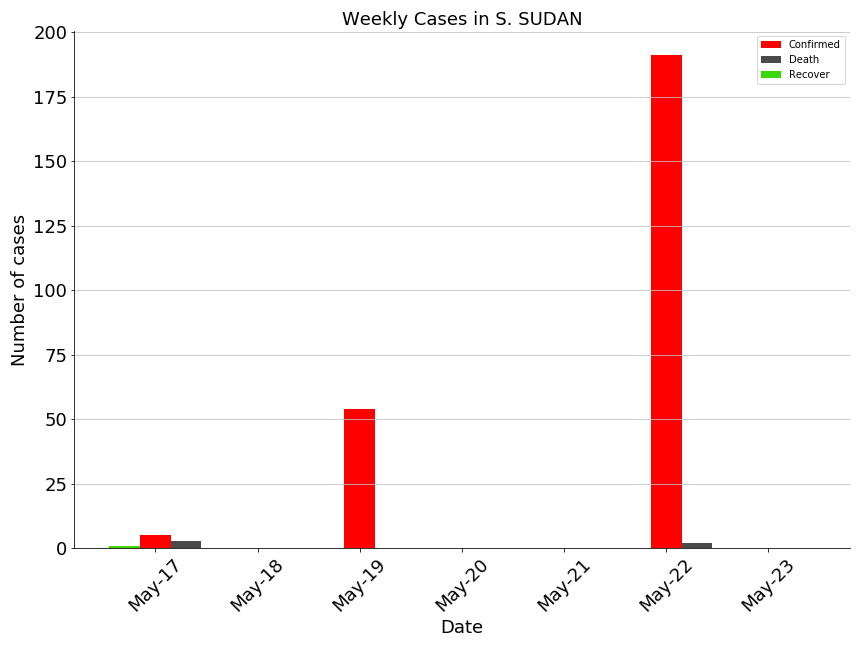 Weekly Cases in S. SUDAN
Confirmed
Death
Recover
200
175
150
125
100
75
50
25
0
Number of cases
May-17
May-18
May-19
May-20
May-21
May-22
May-23
Date